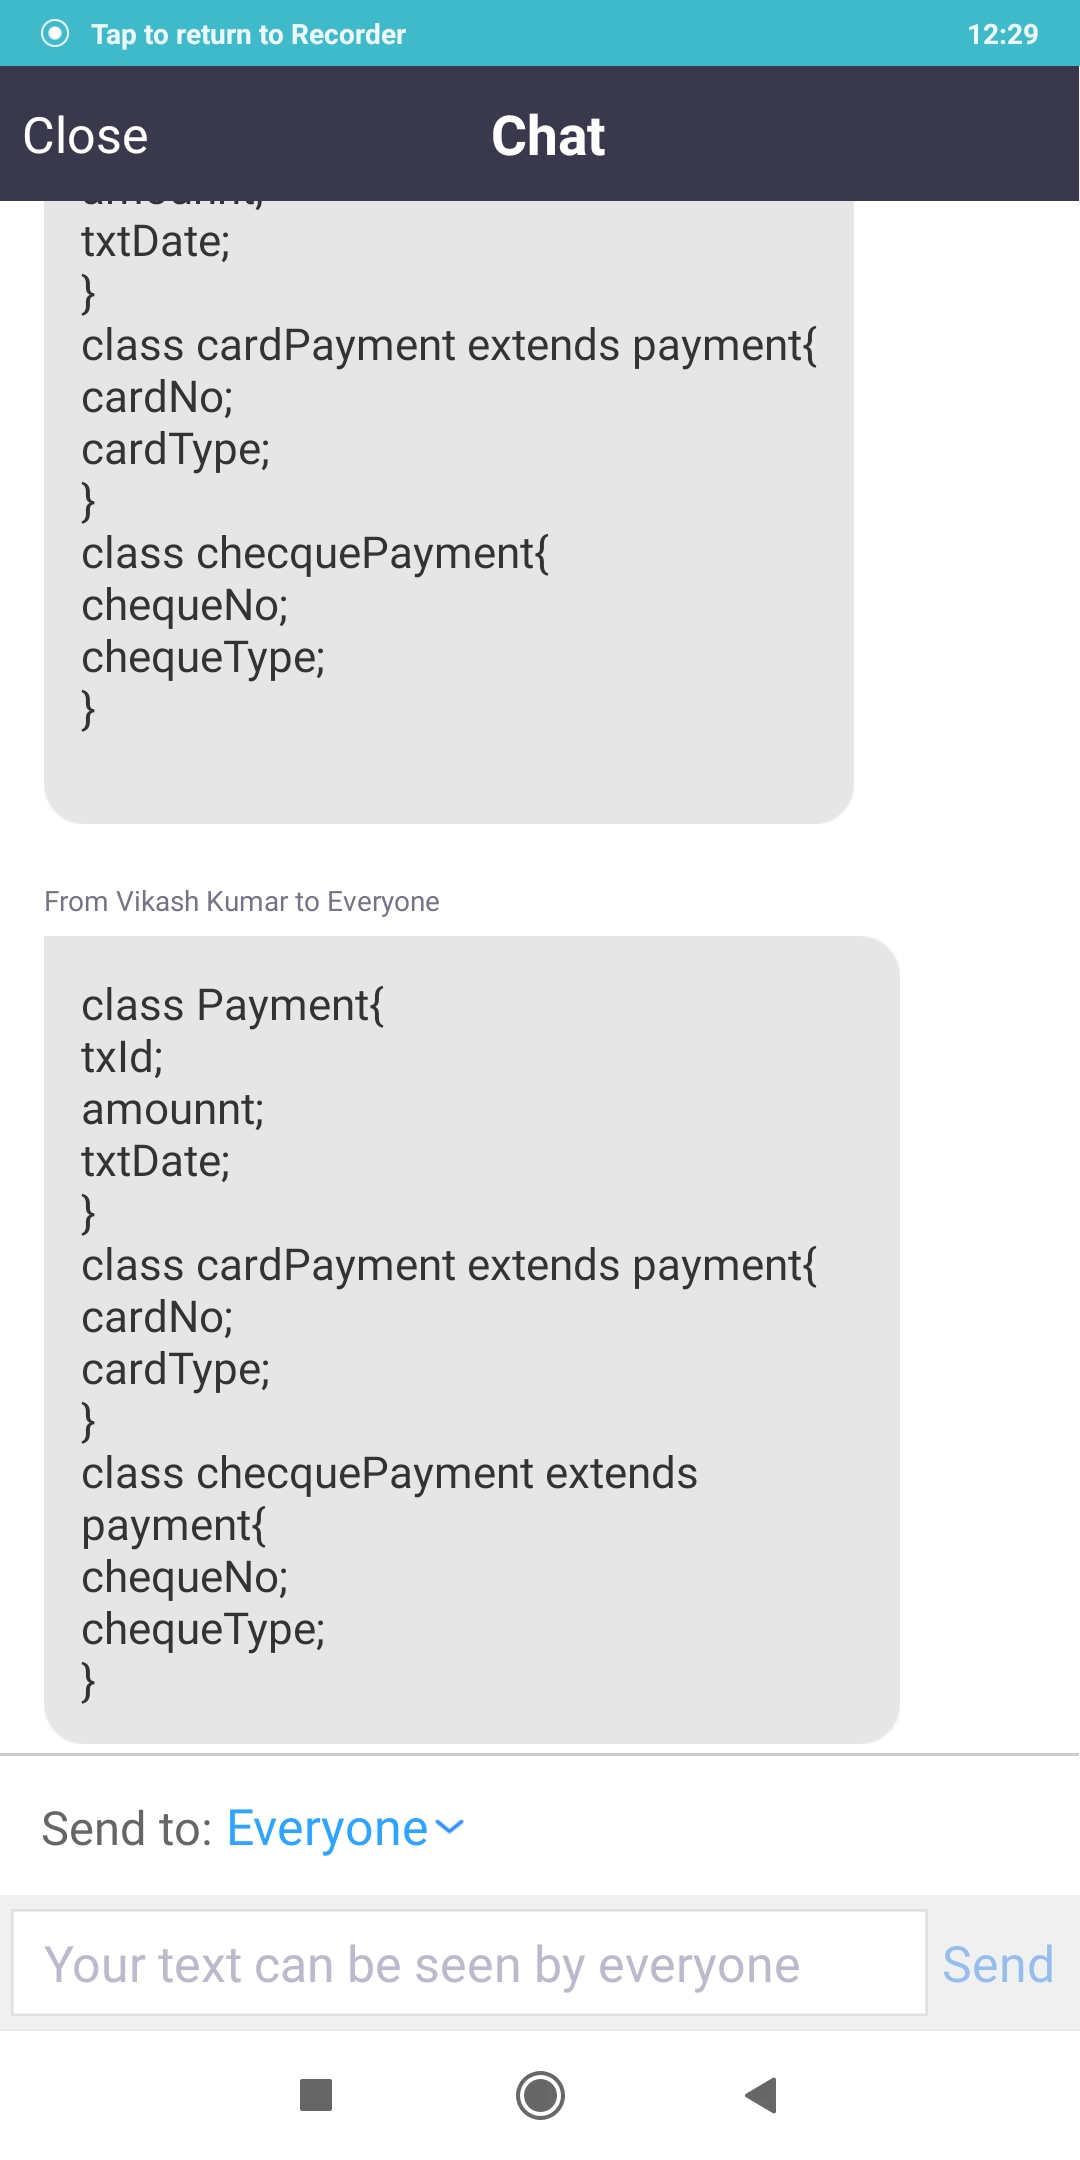 Tap to return to Recorder 12:29
Close Chat
amounnt;
txtDate;
}
class cardPayment extends payment{
cardNo;
cardType;
}
class checquePayment{
chequeNo;
chequeType;
}
From Vikash Kumar to Everyone
class Payment{
txId;
amounnt;
txtDate;
}
class cardPayment extends payment{
cardNo;
cardType;
}
class checquePayment extends
payment{
chequeNo;
chequeType;
}
Send to: Everyone
Your text can be seen by everyone Send